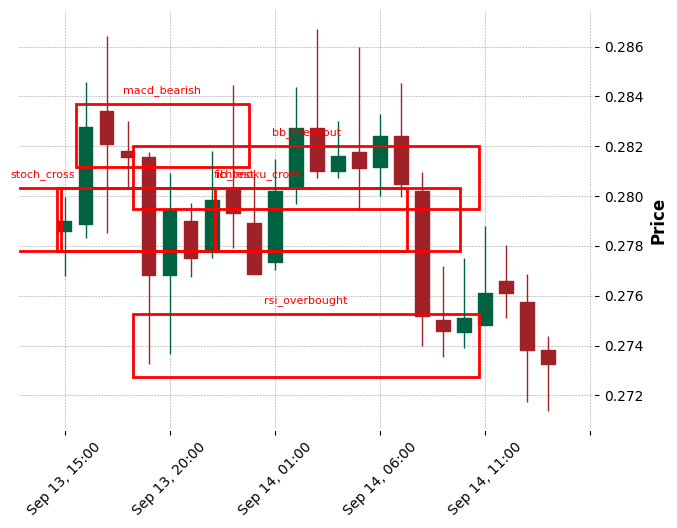 0.286
0.284
macd_bearish
0.282
bb_breakout
0.280
stoch_cross
0.278
Price
0.276
rsi_overbought
0.274
0.272
Sep 13, 15:00
Sep 13, 20:00
Sep 14, 01:00
Sep 14, 06:00
Sep 14, 11:00